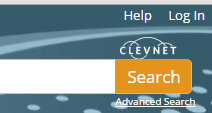 Help Log In
CLEVNET
Search
Advanced Search